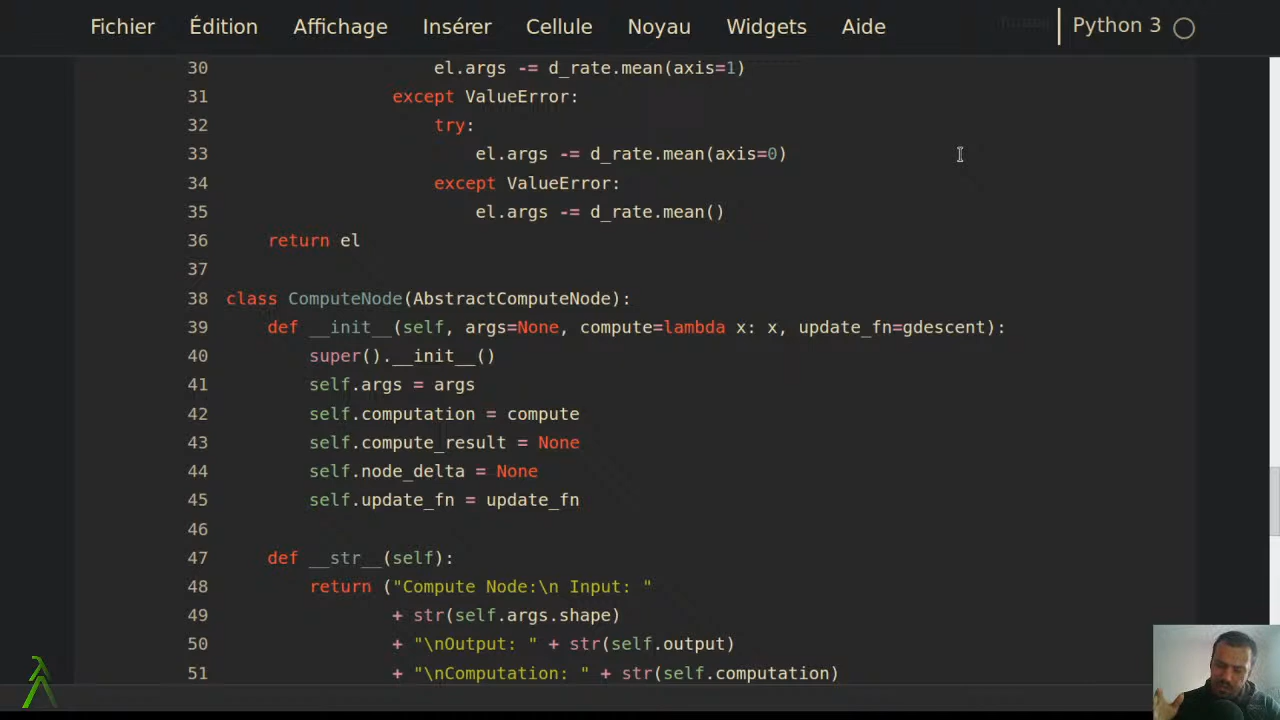 Fichier Édition Affichage Insérer Cellule Noyau Widgets Aide Python 3
30 el.args -= d_rate.mean(axis=1)
31 except ValueError:
32 try:
33 el.args -= d_rate.mean(axis=0)
34 except ValueError:
35 el.args -= d_rate.mean()
36 return el
37
38 class ComputeNode(AbstractComputeNode):
39 def __init__(self, args=None, compute=lambda x: x, update_fn=gdescent):
40 super().__init__()
41 self.args = args
42 self.computation = compute
43 self.compute_result = None
44 self.node_delta = None
45 self.update_fn = update_fn
46
47 def __str__(self):
48 return ("Compute Node:\n Input: "
49 + str(self.args.shape)
50 + "\nOutput: " + str(self.output)
51 + "\nComputation: " + str(self.computation)